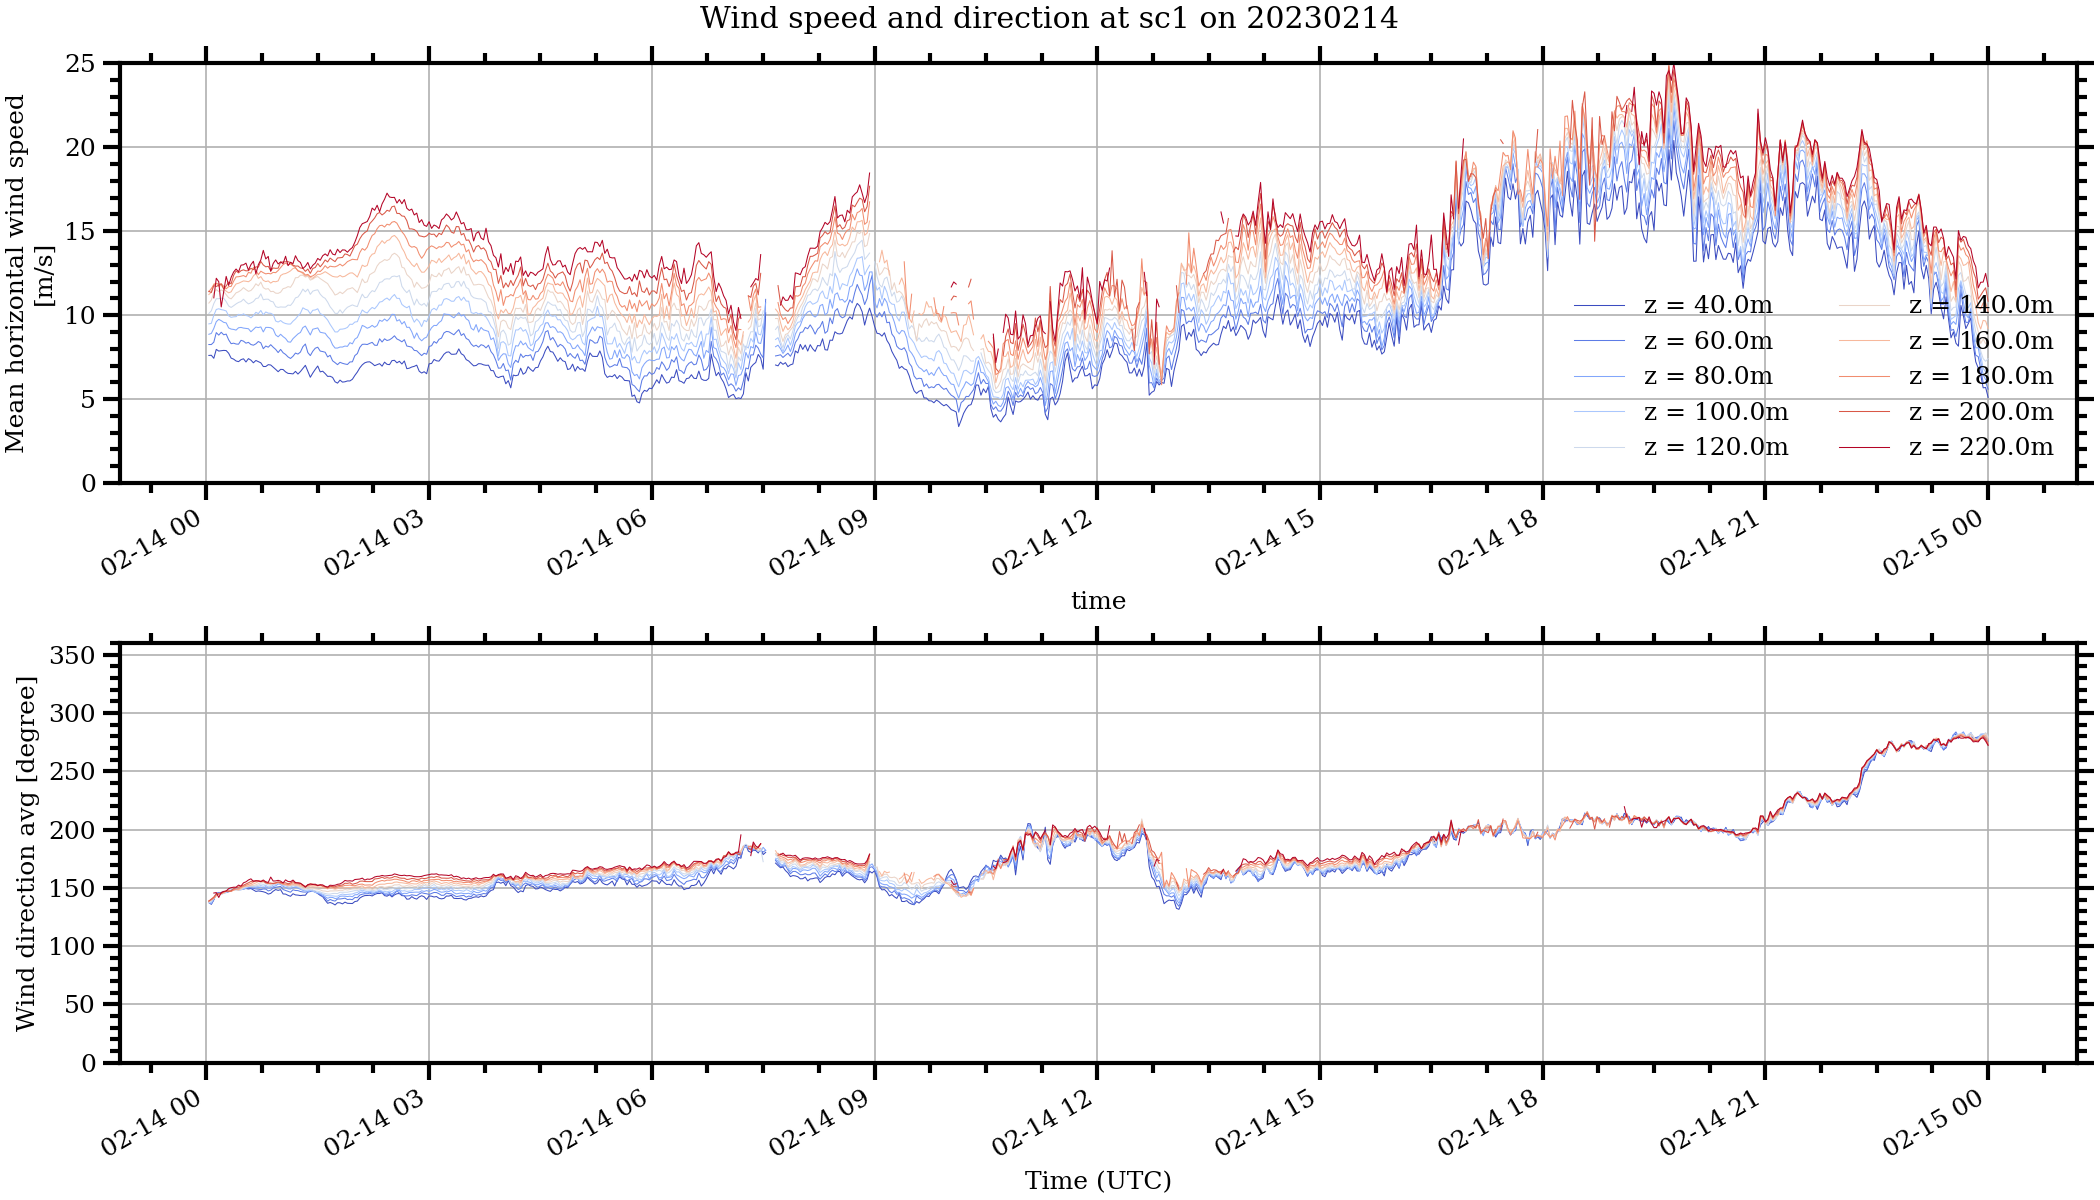 Wind speed and direction at sc1 on 20230214
Mean horizontal wind speed
[m/s]
25
20
15
10
5
0
z = 40.0m
z = 60.0m
z = 80.0m
z = 100.0m
z = 120.0m
z = 140.0m
z = 160.0m
z = 180.0m
z = 200.0m
z = 220.0m
02-14 00
02-14 03
02-14 06
02-14 09
02-14 12
02-14 15
02-14 18
02-14 21
02-15 00
time
Wind direction avg [degree]
350
300
250
200
150
100
50
0
02-14 00
02-14 03
02-14 06
02-14 09
02-14 12
02-14 15
02-14 18
02-14 21
02-15 00
Time (UTC)